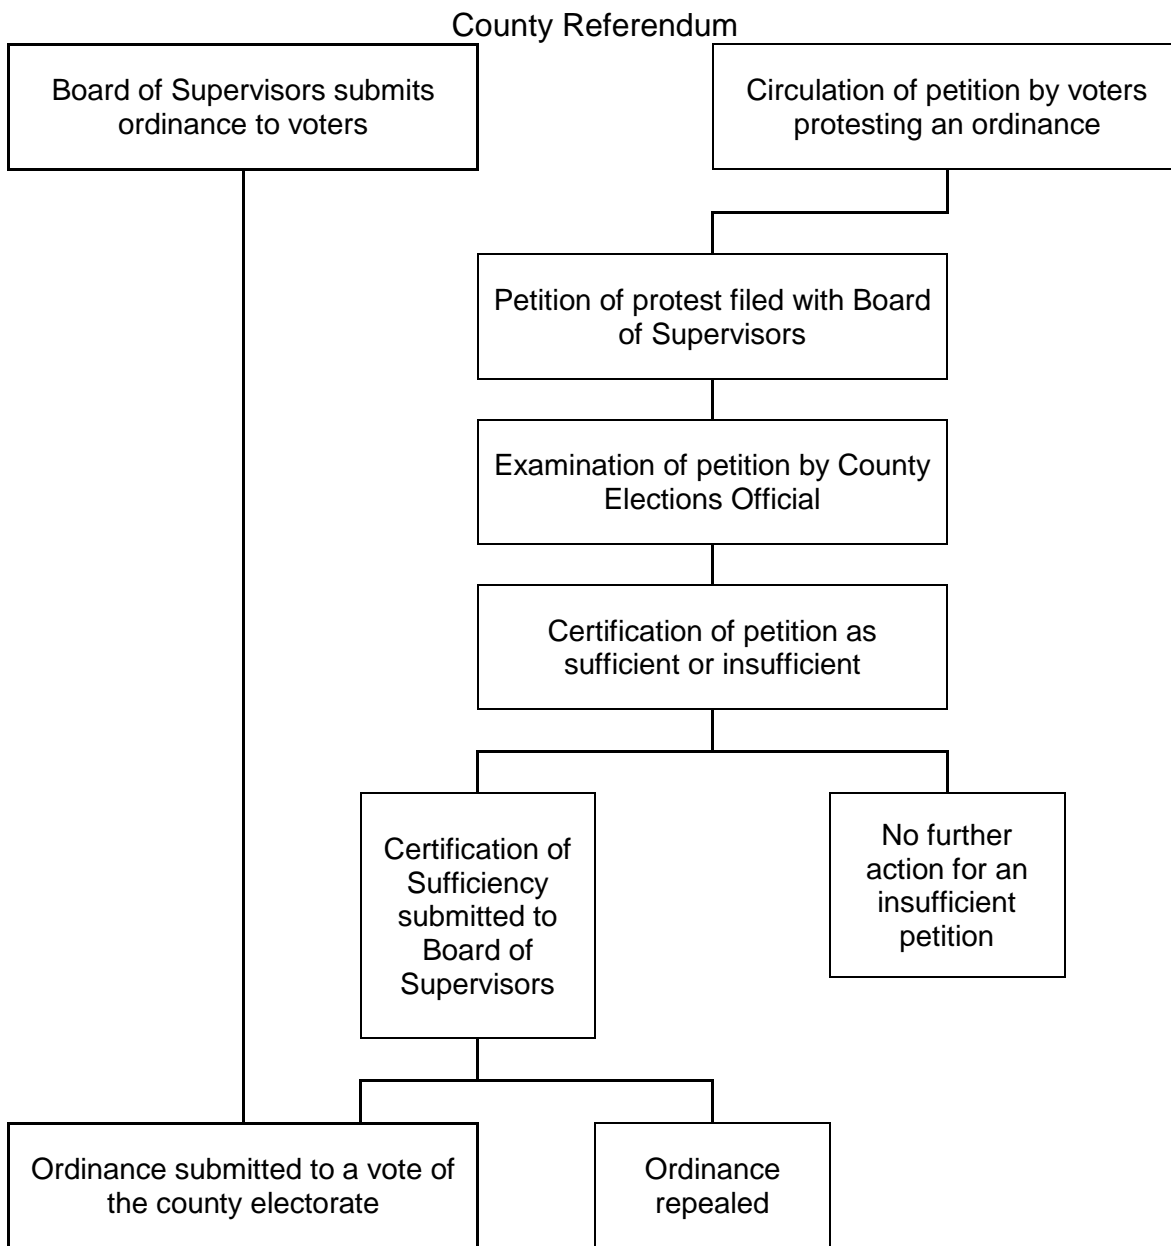 County Referendum
Board of Supervisors submits
ordinance to voters
Circulation of petition by voters
protesting an ordinance
Petition of protest filed with Board
of Supervisors
Examination of petition by County
Elections Official
Certification of petition as
sufficient or insufficient
Certification of
Sufficiency
submitted to
Board of
Supervisors
No further
action for an
insufficient
petition
Ordinance submitted to a vote of
the county electorate
Ordinance
repealed